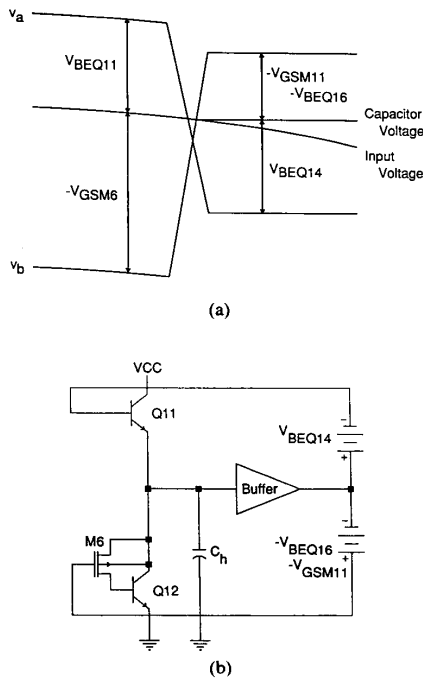 va
VBEQ11
-VGSM11
-VBEQ16
Capacitor
Voltage
Input
Voltage
-VGSM6
VBEQ14
vb
(a)
VCC
Q11
-
VBEQ14
+
Buffer
-
M6
Ch
-VBEQ16
+
-VGSM11
Q12
(b)